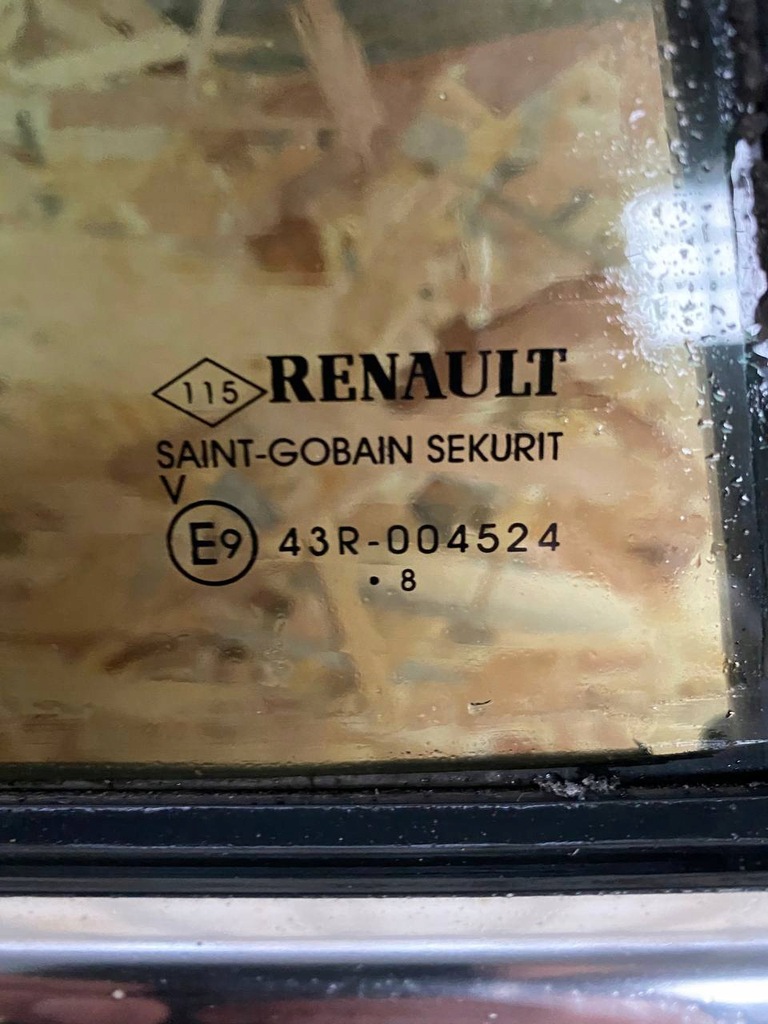 115 RENAULT
SAINT-GOBAIN SEKURIT
V
E9 43R-004524
• 8